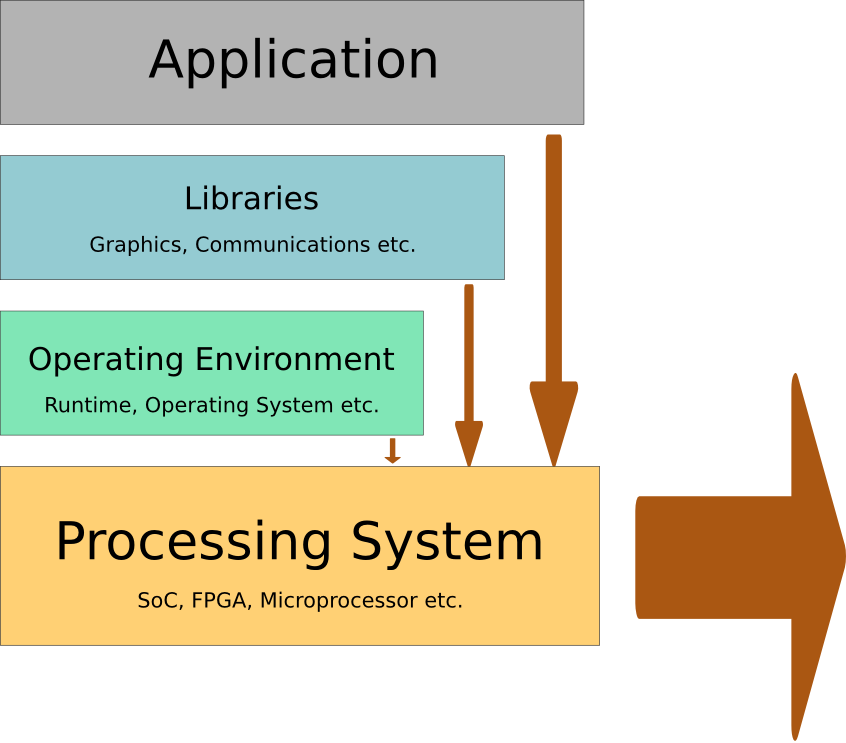 Application
Libraries
Graphics, Communications etc.
Operating Environment
Runtime, Operating System etc.
Processing System
SoC, FPGA, Microprocessor etc.